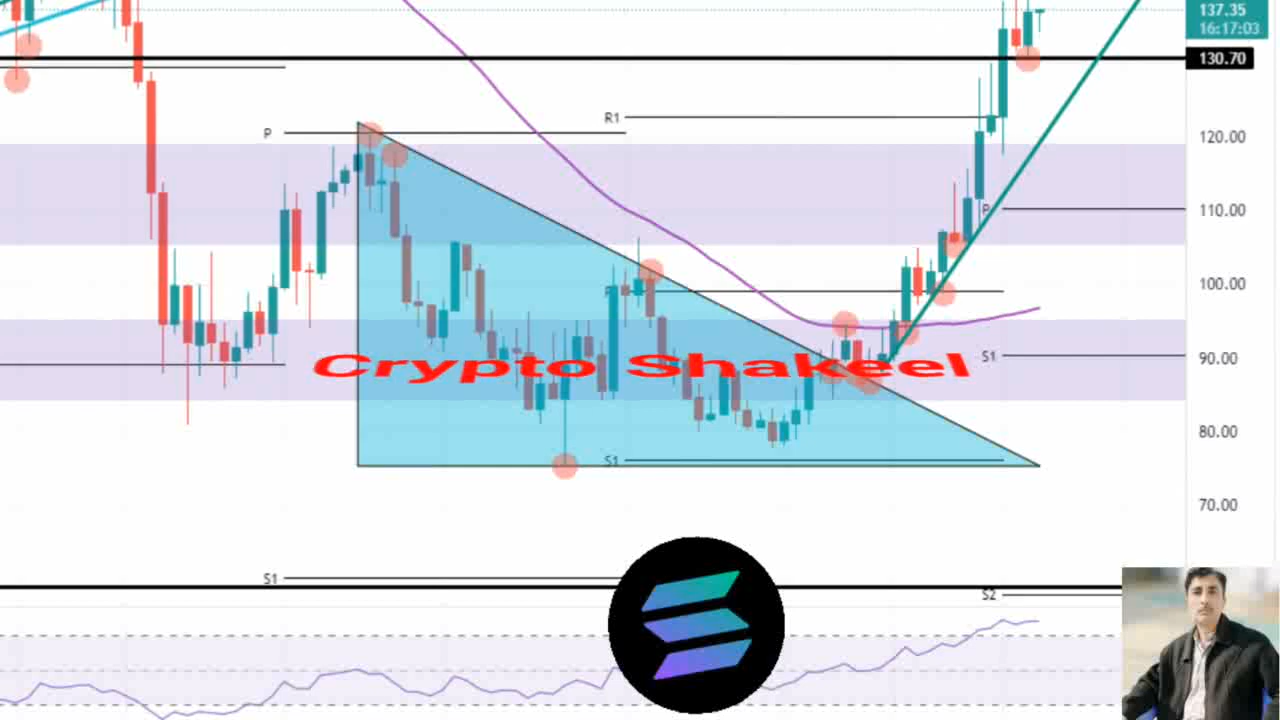 137.35
16:17:03
130.70
R1
P
120.00
P
110.00
100.00
S1
90.00
Crypto Shakeel
80.00
S1
70.00
S1
S2